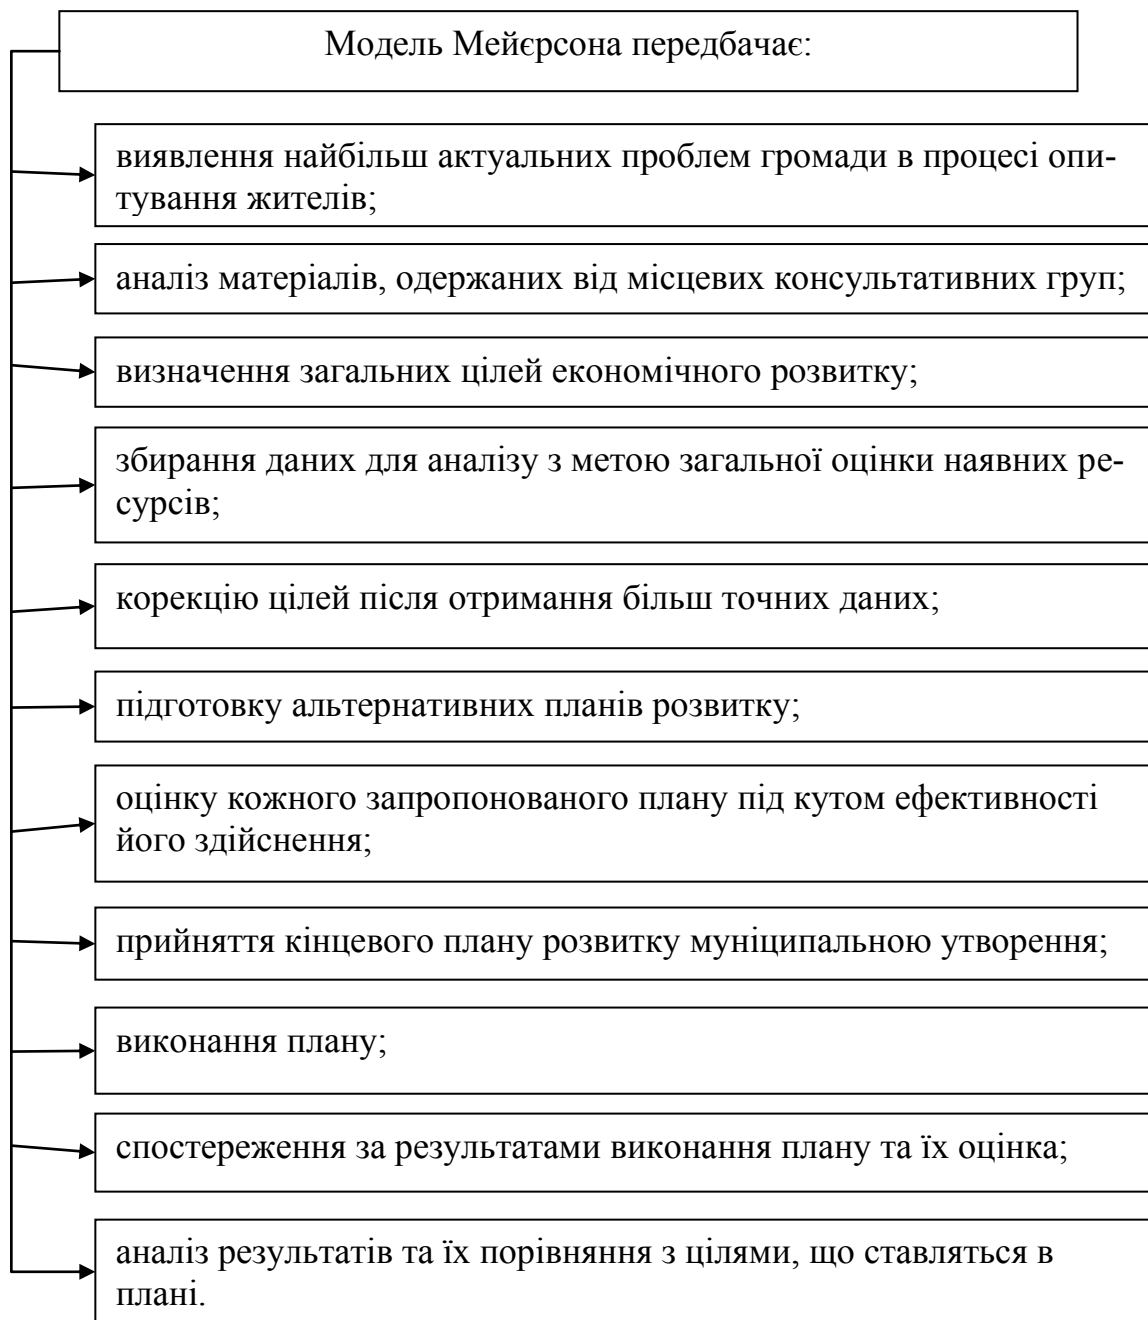 Модель Мейєрсона передбачає:
виявлення найбільш актуальних проблем громади в процесі опи-
тування жителів;
аналіз матеріалів, одержаних від місцевих консультативних груп;
визначення загальних цілей економічного розвитку;
збирання даних для аналізу з метою загальної оцінки наявних ре-
сурсів;
корекцію цілей після отримання більш точних даних;
підготовку альтернативних планів розвитку;
оцінку кожного запропонованого плану під кутом ефективності
його здійснення;
прийняття кінцевого плану розвитку муніципальною утворення;
виконання плану;
спостереження за результатами виконання плану та їх оцінка;
аналіз результатів та їх порівняння з цілями, що ставляться в
плані.